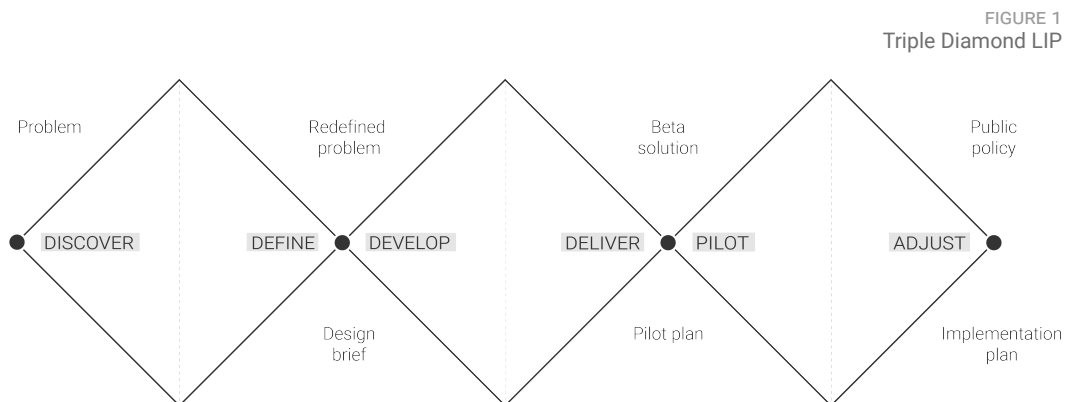 FIGURE 1
Triple Diamond LIP
Problem
Redefined
problem
Beta
solution
Public
policy
DISCOVER
DEFINE
DEVELOP
DELIVER
PILOT
ADJUST
Design
brief
Pilot plan
Implementation
plan